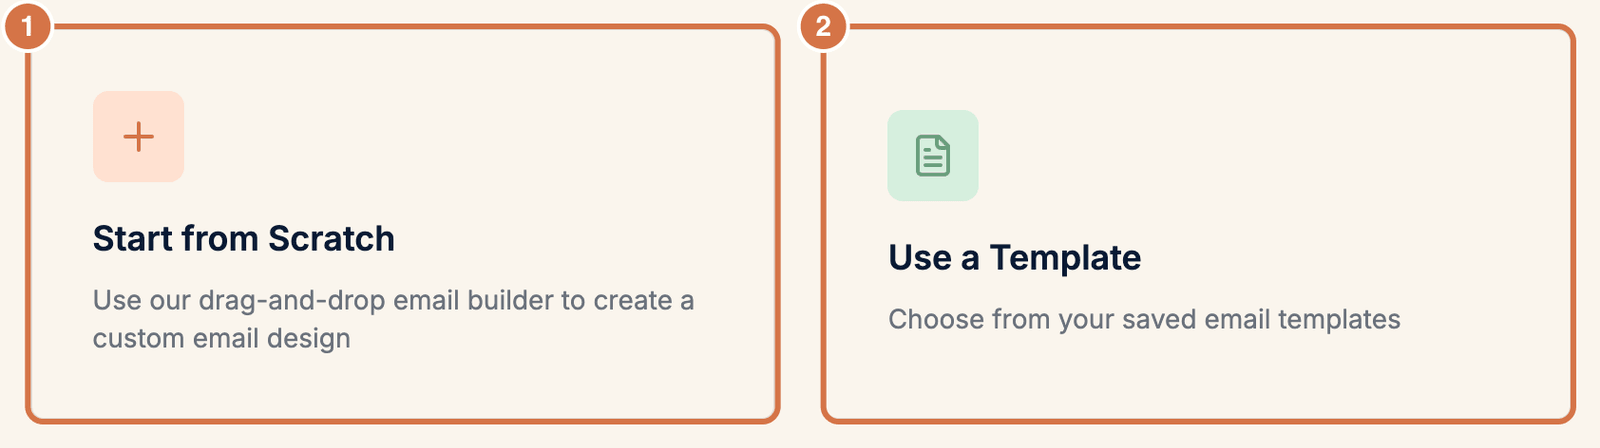 1
Start from Scratch
Use our drag-and-drop email builder to create a
custom email design
2
Use a Template
Choose from your saved email templates